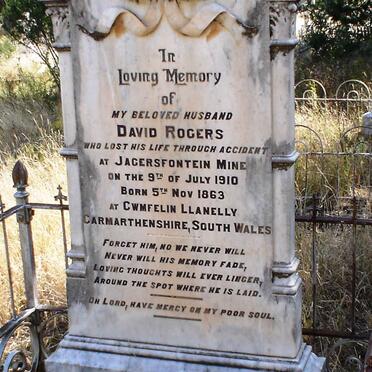 In
Loving Memory
of
MY BELOVED HUSBAND
DAVID ROGERS
WHO LOST HIS LIFE THROUGH ACCIDENT
AT JAGERSFONTEIN MINE
ON THE 9TH OF JULY 1910
BORN 5TH NOV 1863
AT CWMFELIN LLANELLY
CARMARTHENSHIRE, SOUTH WALES
FORGET HIM, NO WE NEVER WILL
NEVER WILL HIS MEMORY FADE,
LOVING THOUGHTS WILL EVER LINGER,
AROUND THE SPOT WHERE HE IS LAID.
OH LORD, HAVE MERCY ON MY POOR SOUL.